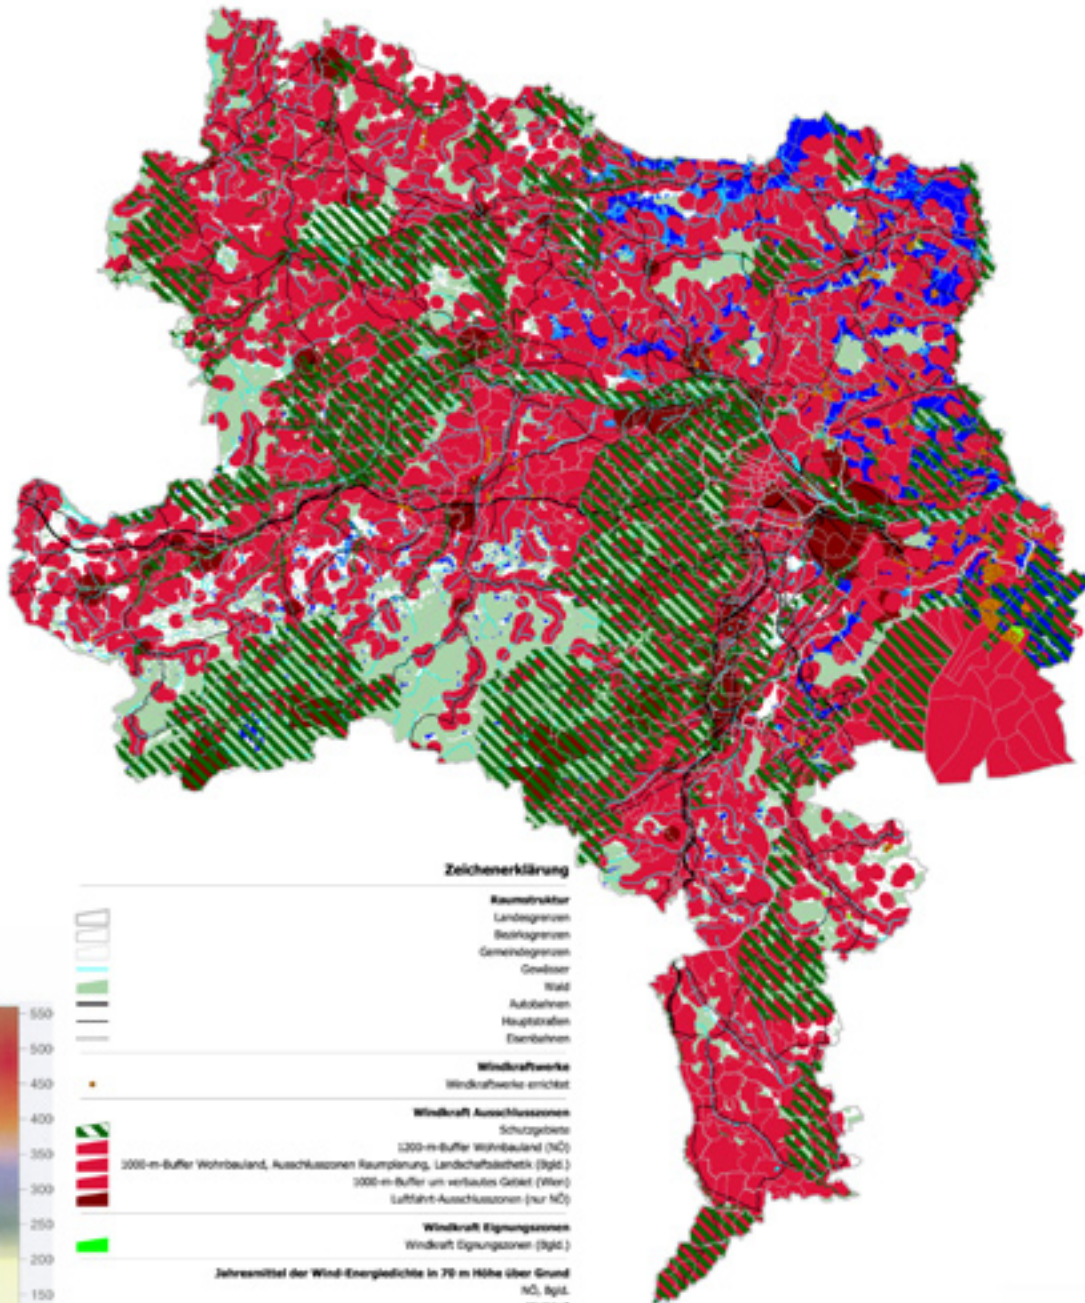 Zeichenerklärung
Raumstruktur
Landesgrenzen
Bezirksgrenzen
Gemeindegrenzen
Gewässer
Wald
Autobahnen
Hauptstraßen
Eisenbahnen
Windkraftwerke
Windkraftwerke errichtet
Windkraft Ausschlusszonen
Schutzgebiete
1200-m-Buffer Wohnbauland (NÖ)
1000-m-Buffer Wohnbauland, Ausschlusszonen Raumplanung, Landschaftsästhetik (Bgld.)
1000-m-Buffer um verbautes Gebiet (Wien)
Luftfahrt-Ausschlusszonen (nur NÖ)
Windkraft Eignungszonen
Windkraft Eignungszonen (Bgld.)
Jahresmittel der Wind-Energiedichte in 70 m Höhe über Grund
NÖ, Bgld.
550
500
450
400
350
300
250
200
150